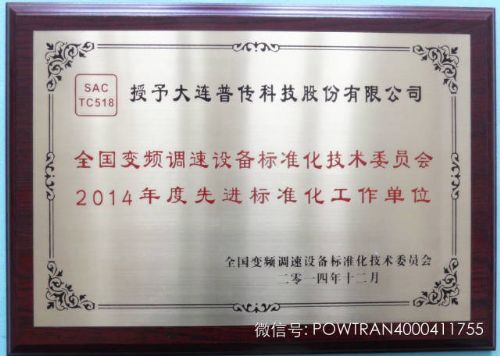 SAC
TC518
授予大连普传科技股份有限公司
全国变频调速设备标准化技术委员会
2014年度先进标准化工作单位
全国变频调速设备标准化技术委员会
二零一四年十二月
微信号: POWTRAN4000411755